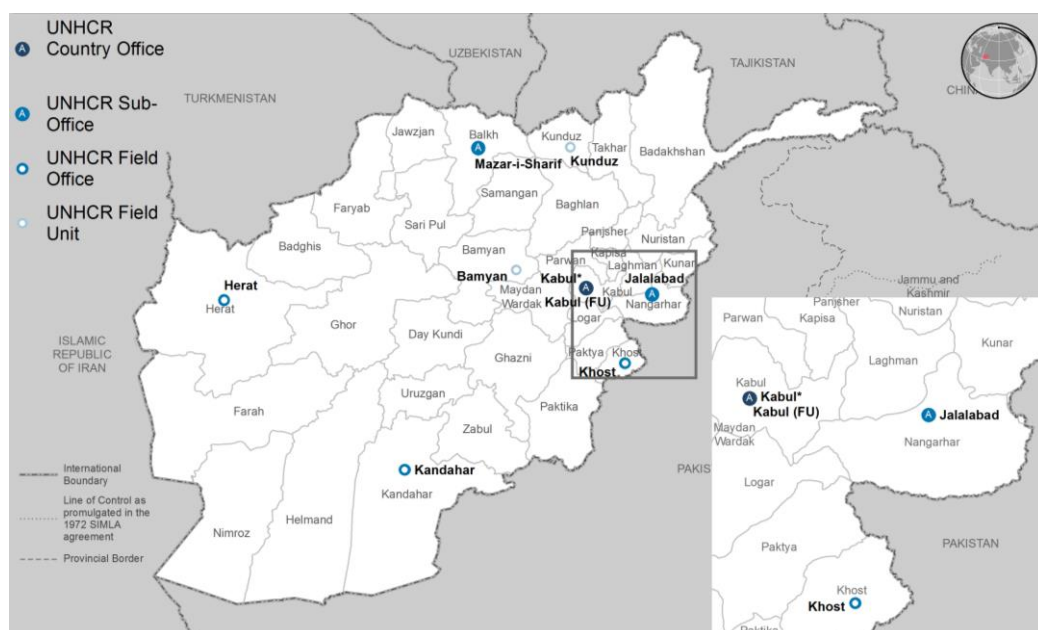 UNHCR
Country Office
UNHCR Sub-
Office
UNHCR Field
Office
UNHCR Field
Unit
UZBEKISTAN
TAJIKISTAN
TURKMENISTAN
CHIN
Jawzjan
Balkh
Kunduz
Takhar
Badakhshan
Mazar-i-Sharif
Kunduz
Samangan
Faryab
Baghlan
Sari Pul
Panjsher
Nuristan
Badghis
Bamyan
Parwan
Kapisa
Laghman
Kunar
Bamyan
Kabul*
Jalalabad
Herat
Maydan
Wardak
Kabul
Kabul (FU)
Nangarhar
Herat
Logar
Jammu and
Kashmir
Ghor
Day Kundi
ISLAMIC
REPUBLIC
OF IRAN
Ghazni
Paktya
Khost
Khost
Uruzgan
Farah
Paktika
Zabul
Kandahar
Kandahar
PAKIS
Helmand
Nimroz
International
Boundary
Line of Control as
promulgated in the
1972 SIMLA
agreement
Provincial Border
Panjsher
Nuristan
Parwan
Kapisa
Kunar
Laghman
Kabul
Kabul*
Kabul (FU)
Jalalabad
Maydan
Wardak
Nangarhar
Logar
PAKISTAN
Paktya
Khost
Khost
Paktika